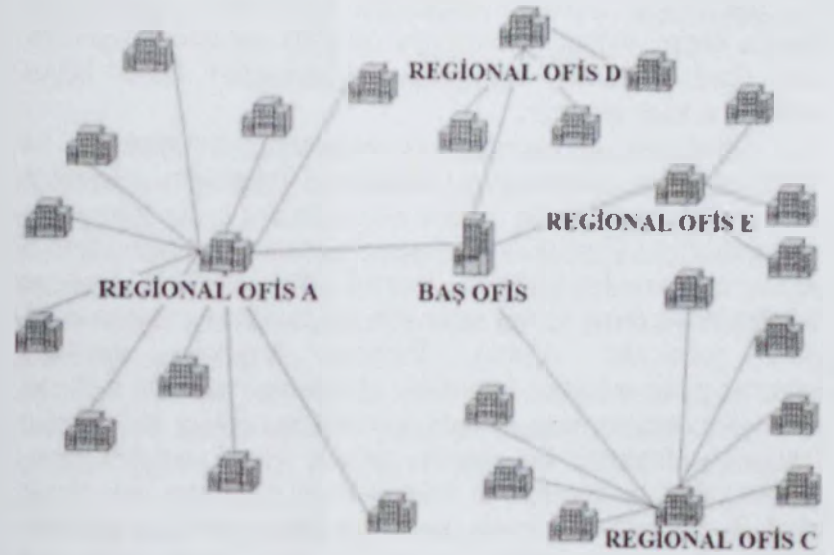 REGİONAL OFİS D
REGİONAL OFİS E
REGİONAL OFİS A
BAŞ OFİS
REGİONAL OFİS C